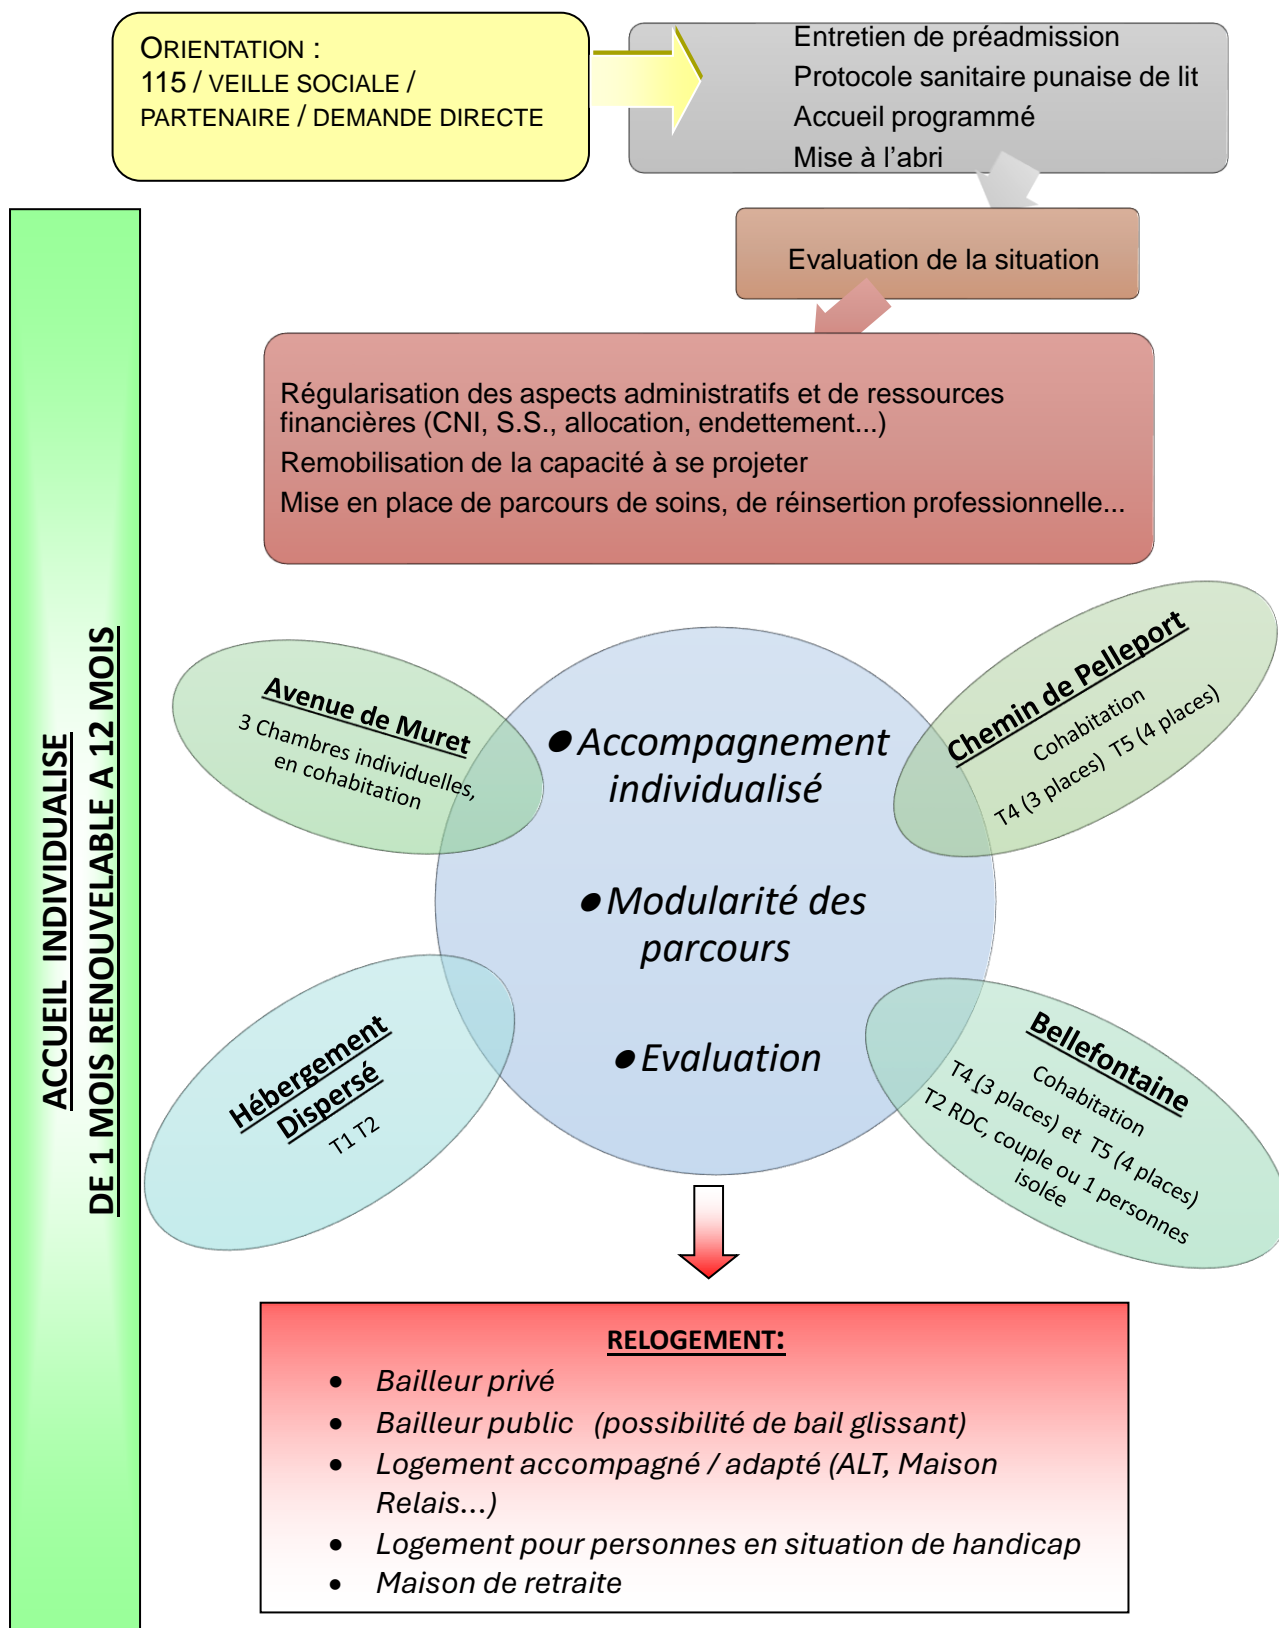 ORIENTATION :
115 / VEILLE SOCIALE /
PARTENAIRE / DEMANDE DIRECTE
Entretien de préadmission
Protocole sanitaire punaise de lit
Accueil programmé
Mise à l’abri
Evaluation de la situation
Régularisation des aspects administratifs et de ressources
financières (CNI, S.S., allocation, endettement...)
Remobilisation de la capacité à se projeter
Mise en place de parcours de soins, de réinsertion professionnelle...
ACCUEIL INDIVIDUALISE
DE 1 MOIS RENOUVELABLE A 12 MOIS
Avenue de Muret
3 Chambres individuelles,
en cohabitation
Chemin de Pelleport
Cohabitation
T4 (3 places) T5 (4 places)
● Accompagnement
individualisé
● Modularité des
parcours
● Evaluation
Hébergement
Dispersé
T1 T2
Bellefontaine
Cohabitation
T4 (3 places) et T5 (4 places)
T2 RDC, couple ou 1 personnes
isolée
RELOGEMENT:
• Bailleur privé
• Bailleur public (possibilité de bail glissant)
• Logement accompagné / adapté (ALT, Maison
Relais...)
• Logement pour personnes en situation de handicap
• Maison de retraite